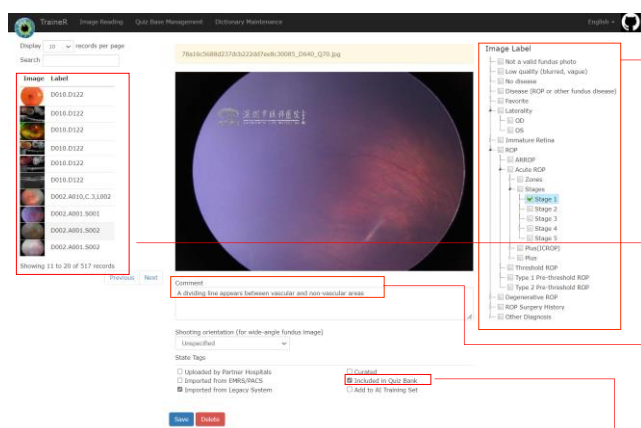 TraineR Image Reading Quiz Base Management Dictionary Maintenance English
Display 10 records per page
Search
Image Label
D010.D122
D010.D122
D010.D122
D010.D122
D010.D122
D010.D122
D002.A010,C.3,L902
D002.A001.S001
D002.A001.S002
D002.A001.S002
Showing 11 to 20 of 517 records
Previous Next
深圳市眼科医院
Comment
A dividing line appears between vascular and non-vascular areas
Shooting orientation (for wide-angle fundus image)
Unspecified
State Tags
Uploaded by Partner Hospitals
Imported from EMRS/PACS
Imported from Legacy System
Curated
Included in Quiz Bank
Add to AI Training Set
Save Delete
Image Label
Not a valid fundus photo
Low quality (blurred, vague)
No disease
Disease (ROP or other fundus disease)
Favorite
Laterality
OD
OS
Immature Retina
ROP
ARROP
Acute ROP
Zones
Stages
Stage 1
Stage 2
Stage 3
Stage 4
Stage 5
Plus(ICROP)
Plus
Threshold ROP
Type 1 Pre-threshold ROP
Type 2 Pre-threshold ROP
Degenerative ROP
ROP Surgery History
Other Diagnosis